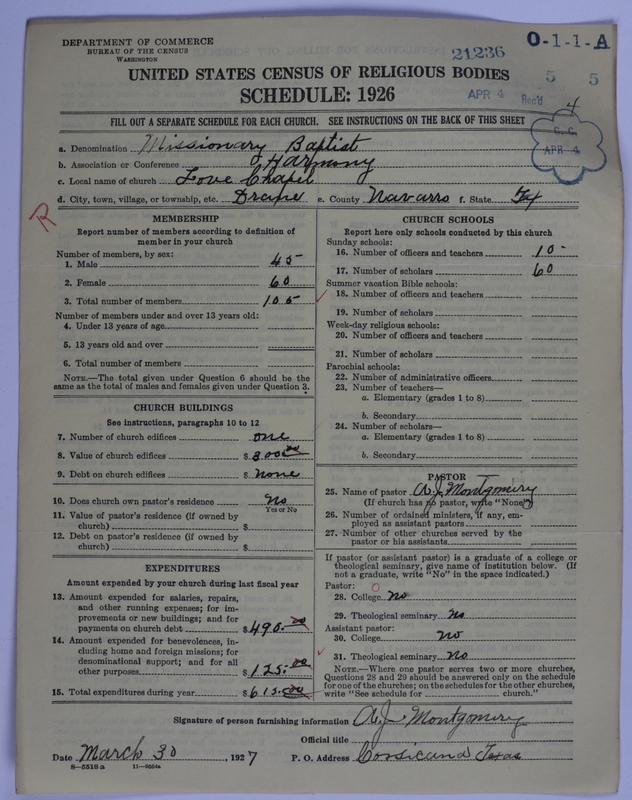 DEPARTMENT OF COMMERCE
BUREAU OF THE CENSUS
WASHINGTON
21236
O-1-1-A
UNITED STATES CENSUS OF RELIGIOUS BODIES
SCHEDULE: 1926
APR 4 Rec'd
5 5
4
FILL OUT A SEPARATE SCHEDULE FOR EACH CHURCH. SEE INSTRUCTIONS ON THE BACK OF THIS SHEET
C. C.
APR 4
a. Denomination Missionary Baptist
b. Association or Conference Harmony
c. Local name of church Love Chapel
d. City, town, village, or township, etc. Drane e. County Navarro f. State Tx
R
MEMBERSHIP
Report number of members according to definition of
member in your church
Number of members, by sex:
1. Male 45
2. Female 60
3. Total number of members 105
Number of members under and over 13 years old:
4. Under 13 years of age
5. 13 years old and over
6. Total number of members
NOTE.—The total given under Question 6 should be the
same as the total of males and females given under Question 3.
CHURCH BUILDINGS
See instructions, paragraphs 10 to 12
7. Number of church edifices one
8. Value of church edifices $ 300000
9. Debt on church edifices $ none
10. Does church own pastor's residence No
Yes or No
11. Value of pastor's residence (if owned by
church) $
12. Debt on pastor's residence (if owned by
church) $
EXPENDITURES
Amount expended by your church during last fiscal year
13. Amount expended for salaries, repairs,
and other running expenses; for im-
provements or new buildings; and for
payments on church debt $ 490.00
14. Amount expended for benevolences, in-
cluding home and foreign missions; for
denominational support; and for all
other purposes $ 125.00
15. Total expenditures during year $ 615.00
CHURCH SCHOOLS
Report here only schools conducted by this church
Sunday schools:
16. Number of officers and teachers 10
17. Number of scholars 60
Summer vacation Bible schools:
18. Number of officers and teachers
19. Number of scholars
Week-day religious schools:
20. Number of officers and teachers
21. Number of scholars
Parochial schools:
22. Number of administrative officers
23. Number of teachers—
a. Elementary (grades 1 to 8)
b. Secondary
24. Number of scholars—
a. Elementary (grades 1 to 8)
b. Secondary
PASTOR
25. Name of pastor A. J. Montgomery
(If church has no pastor, write "None")
26. Number of ordained ministers, if any, em-
ployed as assistant pastors
27. Number of other churches served by the
pastor or his assistants
If pastor (or assistant pastor) is a graduate of a college or
theological seminary, give name of institution below. (If
not a graduate, write "No" in the space indicated.)
Pastor: 0
28. College no
29. Theological seminary no
Assistant pastor:
30. College no
31. Theological seminary no
NOTE.—Where one pastor serves two or more churches,
Questions 28 and 29 should be answered only on the schedule
for one of the churches; on the schedules for the other churches,
write "See schedule for church."
Signature of person furnishing information A. J. Montgomery
Official title
Date March 30, 1927 P. O. Address Corsicana Texas
8—5518 a 11—9554a